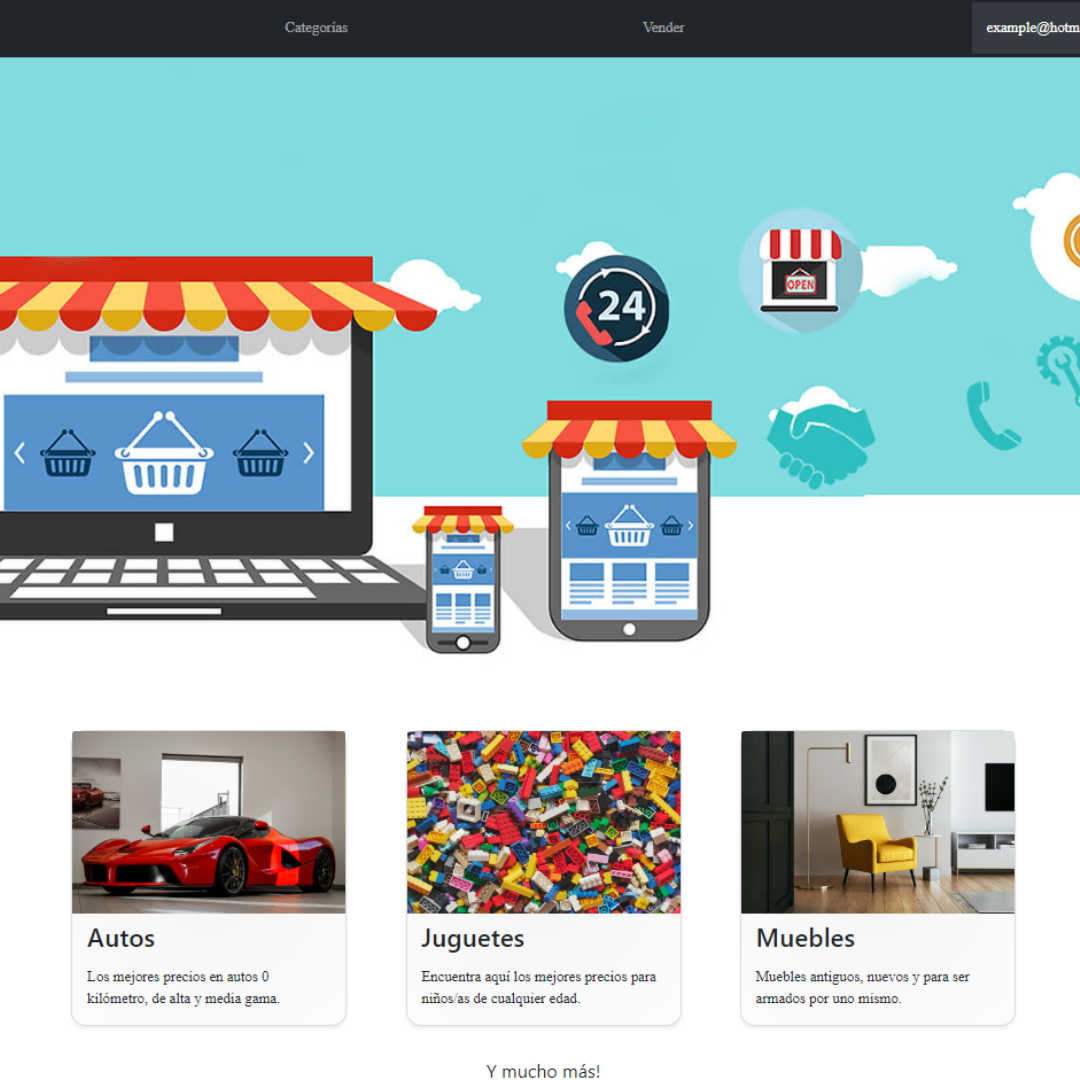 Categorías
Vender
example@hotm
24
OPEN
Autos
Los mejores precios en autos 0
kilómetro, de alta y media gama.
Juguetes
Encuentra aquí los mejores precios para
niños/as de cualquier edad.
Muebles
Muebles antiguos, nuevos y para ser
armados por uno mismo.
Y mucho más!